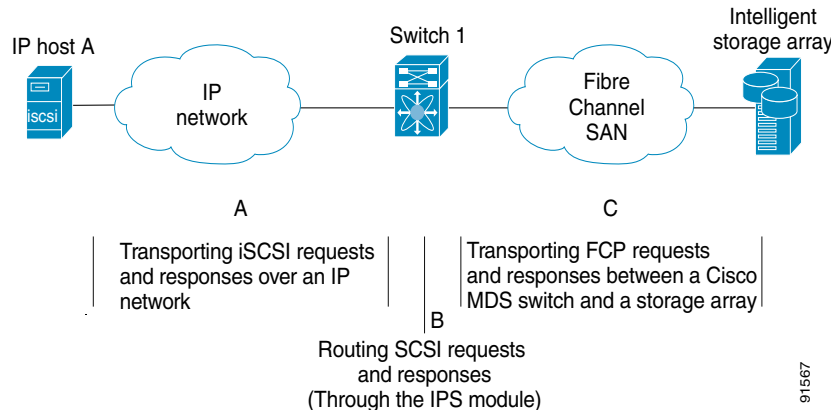 IP host A
Switch 1
Intelligent
storage array
iscsi
IP
network
Fibre
Channel
SAN
A
C
Transporting iSCSI requests
and responses over an IP
network
Transporting FCP requests
and responses between a Cisco
MDS switch and a storage array
B
Routing SCSI requests
and responses
(Through the IPS module)
91567